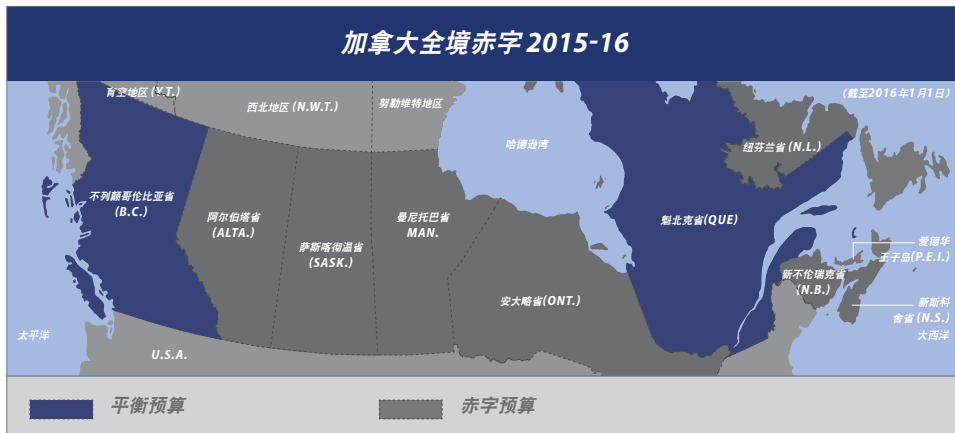 加拿大全境赤字 2015-16
(截至2016年1月1日)
育空地区 (Y.T.)
西北地区 (N.W.T.)
努勒维特地区
哈德逊湾
纽芬兰省 (N.L.)
不列颠哥伦比亚省
(B.C.)
阿尔伯塔省
(ALTA.)
萨斯喀彻温省
(SASK.)
曼尼托巴省
MAN.
魁北克省(QUE)
安大略省(ONT.)
爱德华
王子岛(P.E.I.)
新不伦瑞克省
(N.B.)
新斯科
舍省 (N.S.)
大西洋
太平洋
U.S.A.
平衡预算
赤字预算